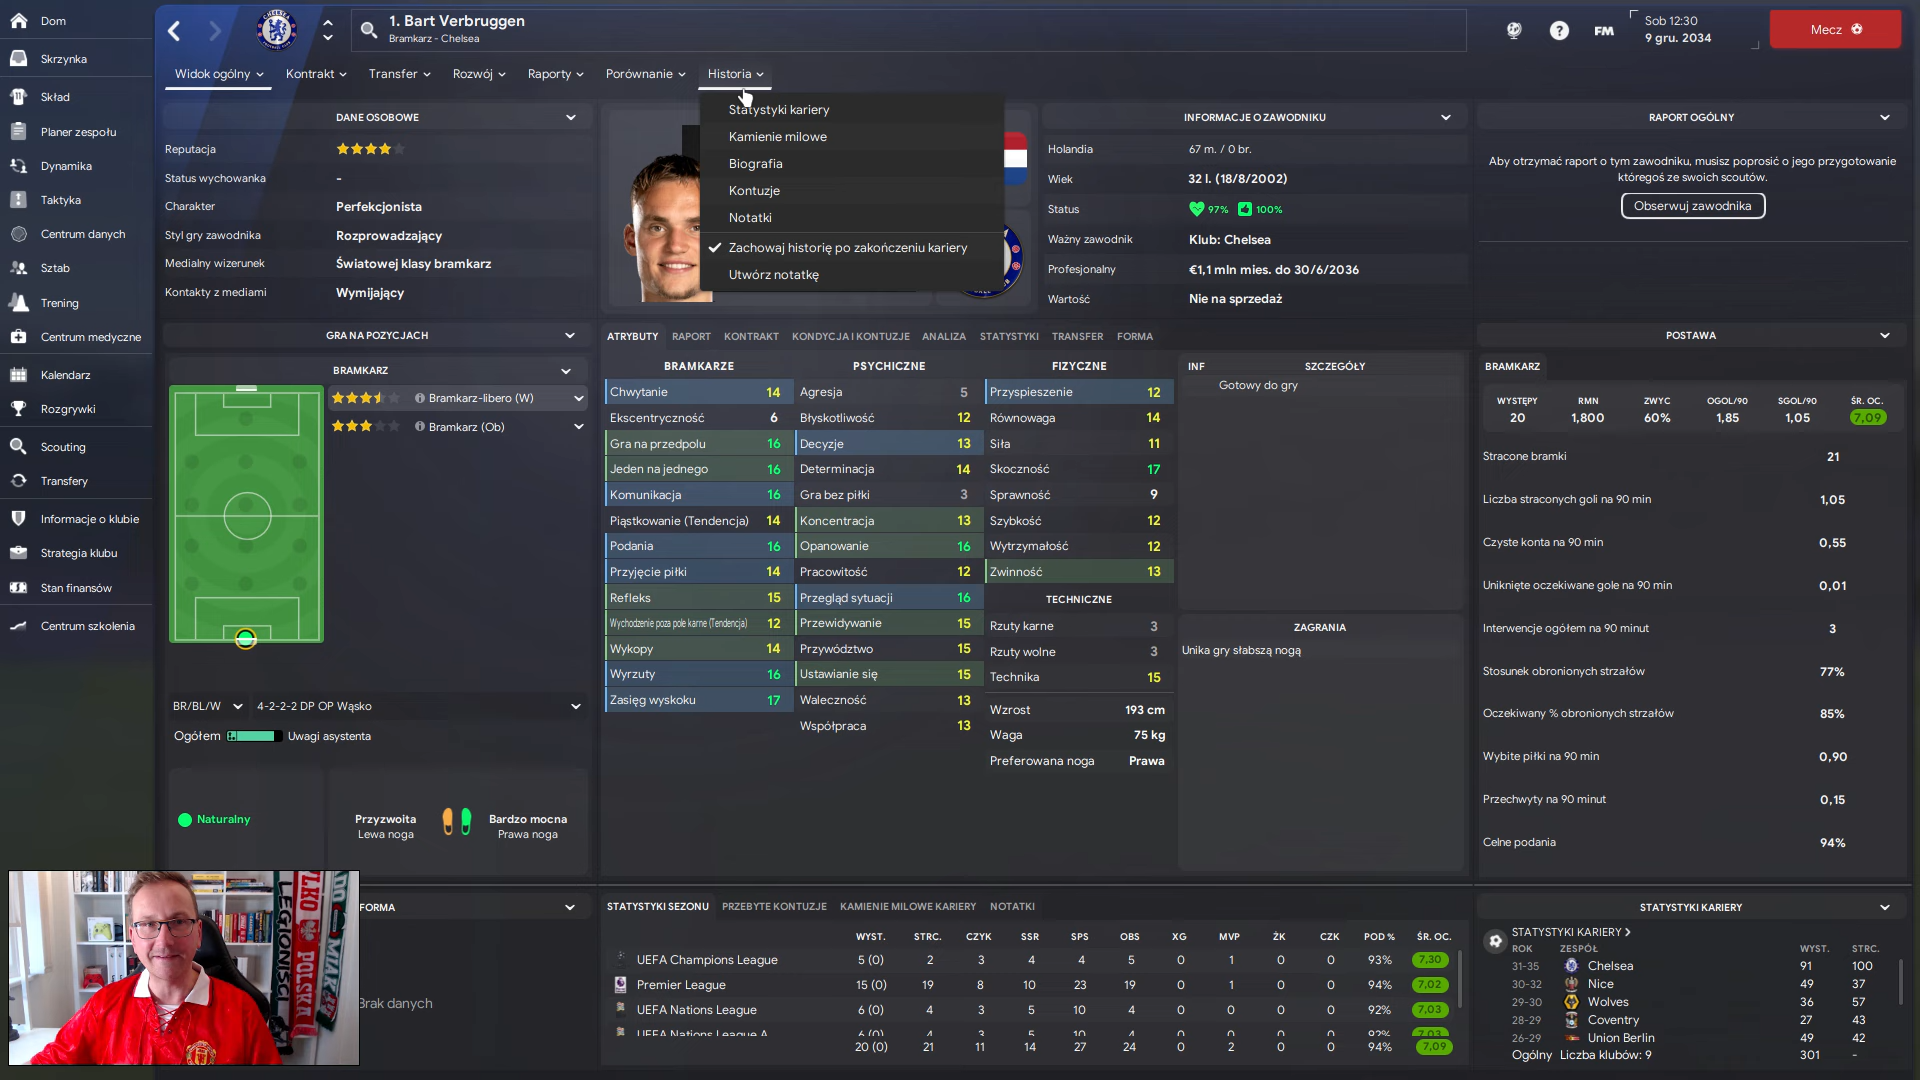 Dom
Skrzynka
Skład
Planer zespołu
Dynamika
Taktyka
Centrum danych
Sztab
Trening
Centrum medyczne
Kalendarz
Rozgrywki
Scouting
Transfery
Informacje o klubie
Strategia klubu
Stan finansów
Centrum szkolenia
1. Bart Verbruggen
Bramkarz - Chelsea
FM
Sob 12:30
9 gru. 2034
Mecz
Widok ogólny Kontrakt Transfer Rozwój Raporty Porównanie Historia
Statystyki kariery
Kamienie milowe
Biografia
Kontuzje
Notatki
Zachowaj historię po zakończeniu kariery
Utwórz notatkę
DANE OSOBOWE
Reputacja
Status wychowanka -
Charakter Perfekcjonista
Styl gry zawodnika Rozprowadzający
Medialny wizerunek Światowej klasy bramkarz
Kontakty z mediami Wymijający
INFORMACJE O ZAWODNIKU
Holandia 67 m. / 0 br.
Wiek 32 l. (18/8/2002)
Status 97% 100%
Ważny zawodnik Klub: Chelsea
Profesjonalny €1,1 mln mies. do 30/6/2036
Wartość Nie na sprzedaż
RAPORT OGÓLNY
Aby otrzymać raport o tym zawodniku, musisz poprosić o jego przygotowanie
któregoś ze swoich scoutów.
Obserwuj zawodnika
GRA NA POZYCJACH
BRAMKARZ
Bramkarz-libero (W)
Bramkarz (Ob)
BR/BL/W 4-2-2-2 DP OP Wąsko
Ogółem Uwagi asystenta
Naturalny
Przyzwoita
Lewa noga
Bardzo mocna
Prawa noga
ATRYBUTY RAPORT KONTRAKT KONDYCJA I KONTUZJE ANALIZA STATYSTYKI TRANSFER FORMA
BRAMKARZE
Chwytanie 14
Ekscentryczność 6
Gra na przedpolu 16
Jeden na jednego 16
Komunikacja 16
Piąstkowanie (Tendencja) 14
Podania 16
Przyjęcie piłki 14
Refleks 15
Wychodzenie poza pole karne (Tendencja) 12
Wykopy 14
Wyrzuty 16
Zasięg wyskoku 17
PSYCHICZNE
Agresja 5
Błyskotliwość 12
Decyzje 13
Determinacja 14
Gra bez piłki 3
Koncentracja 13
Opanowanie 16
Pracowitość 12
Przegląd sytuacji 16
Przewidywanie 15
Przywództwo 15
Ustawianie się 15
Waleczność 13
Współpraca 13
FIZYCZNE
Przyspieszenie 12
Równowaga 14
Siła 11
Skoczność 17
Sprawność 9
Szybkość 12
Wytrzymałość 12
Zwinność 13
TECHNICZNE
Rzuty karne 3
Rzuty wolne 3
Technika 15
Wzrost 193 cm
Waga 75 kg
Preferowana noga Prawa
INF SZCZEGÓŁY
Gotowy do gry
ZAGRANIA
Unika gry słabszą nogą
POSTAWA
BRAMKARZ
WYSTĘPY RMN ZWYC OGOL/90 SGOL/90 ŚR. OC.
20 1,800 60% 1,85 1,05 7,09
Stracone bramki 21
Liczba straconych goli na 90 min 1,05
Czyste konta na 90 min 0,55
Uniknięte oczekiwane gole na 90 min 0,01
Interwencje ogółem na 90 minut 3
Stosunek obronionych strzałów 77%
Oczekiwany % obronionych strzałów 85%
Wybite piłki na 90 min 0,90
Przechwyty na 90 minut 0,15
Celne podania 94%
FORMA
Brak danych
STATYSTYKI SEZONU PRZEBYTE KONTUZJE KAMIENIE MILOWE KARIERY NOTATKI
WYST. STRC. CZYK SSR SPS OBS XG MVP ŻK CZK POD % ŚR. OC.
UEFA Champions League 5 (0) 2 3 4 4 5 0 1 0 0 93% 7,30
Premier League 15 (0) 19 8 10 23 19 0 1 0 0 94% 7,02
UEFA Nations League 6 (0) 4 3 5 10 4 0 0 0 0 92% 7,03
UEFA Nations League A 6 (0) 4 3 5 10 4 0 0 0 0 92% 7,03
20 (0) 21 11 14 27 24 0 2 0 0 94% 7,09
STATYSTYKI KARIERY
STATYSTYKI KARIERY
ROK ZESPÓŁ WYST. STRC.
31-35 Chelsea 91 100
30-32 Nice 49 37
29-30 Wolves 36 57
28-29 Coventry 27 43
26-29 Union Berlin 49 42
Ogólny Liczba klubów: 9 301 -
LEGIONIŚCI
POLSKA